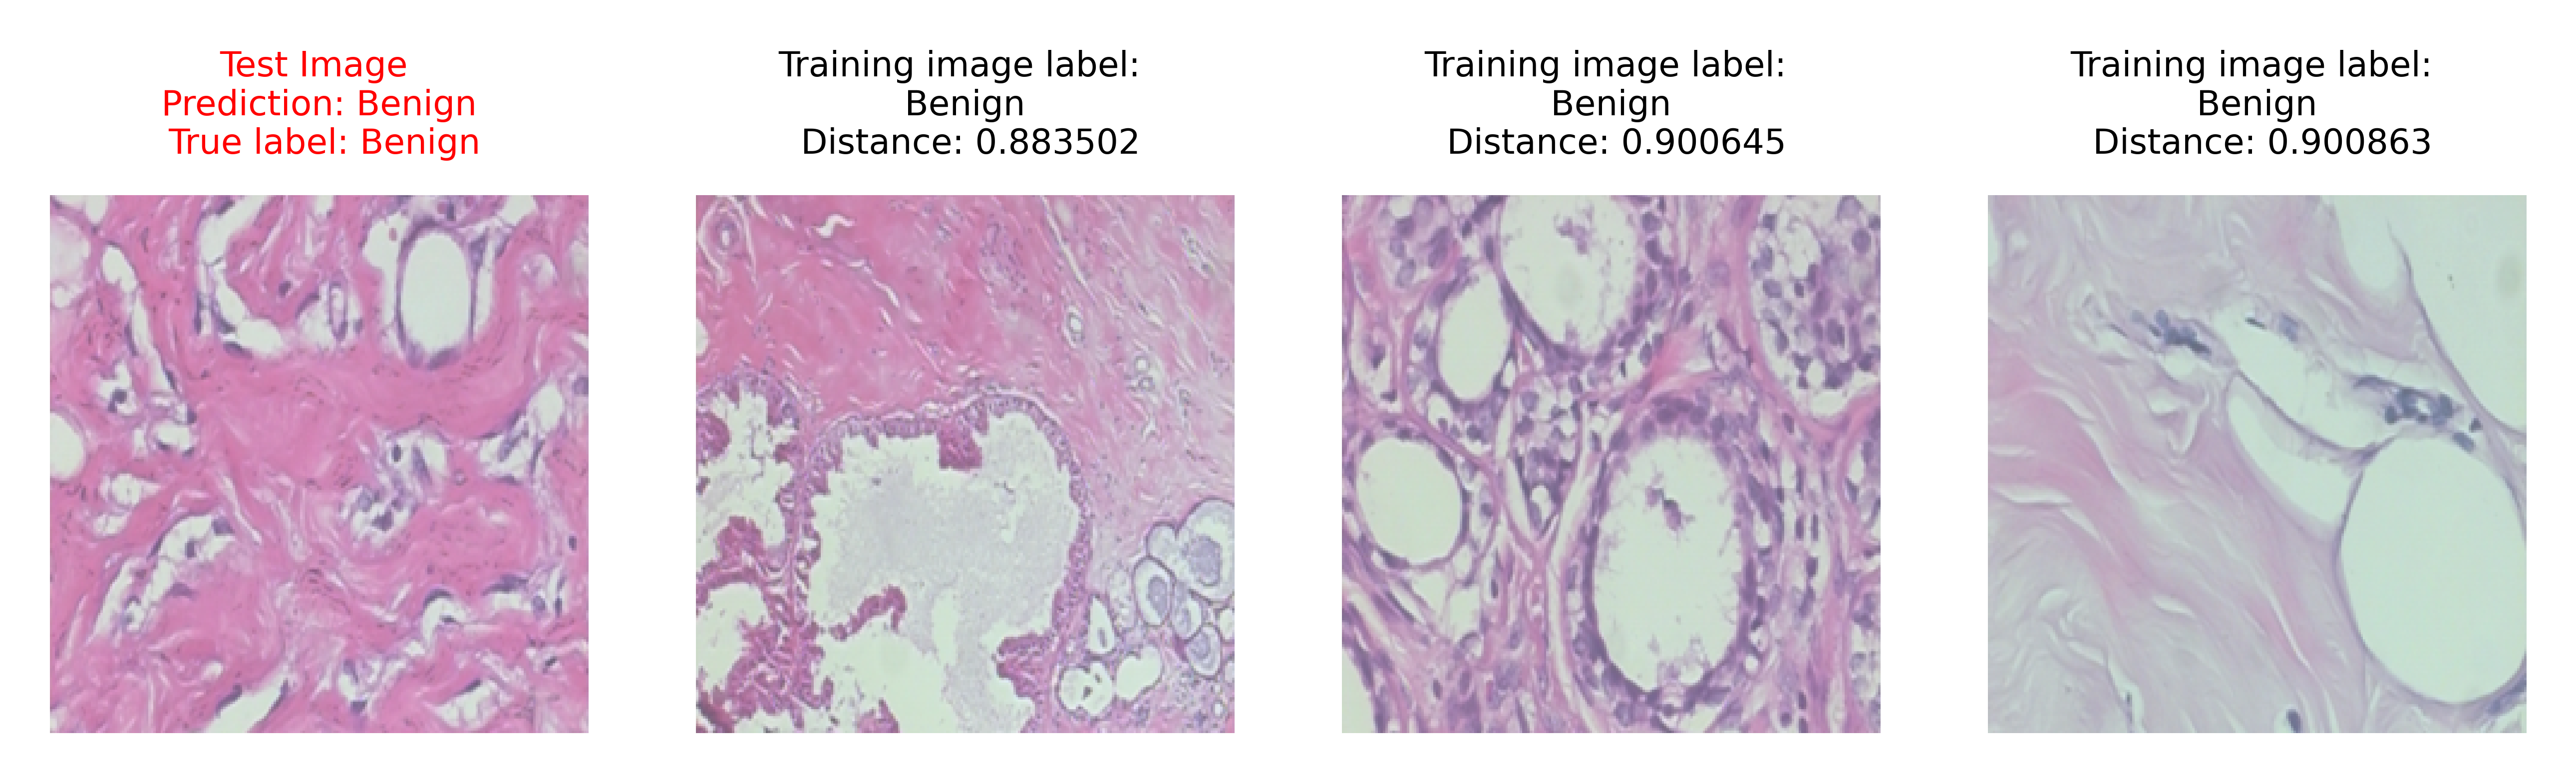 Test Image
Prediction: Benign
True label: Benign
Training image label:
Benign
Distance: 0.883502
Training image label:
Benign
Distance: 0.900645
Training image label:
Benign
Distance: 0.900863